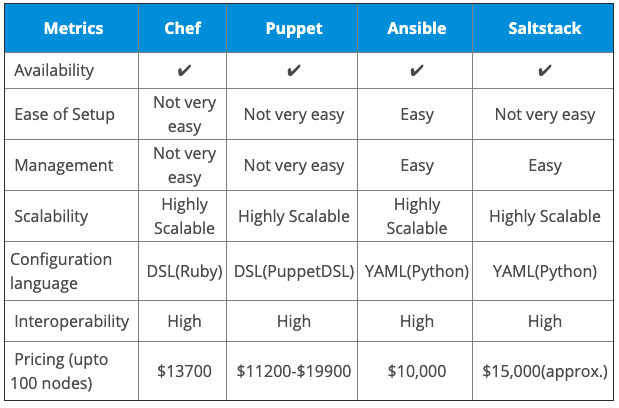 Metrics Chef Puppet Ansible Saltstack
Availability ✔ ✔ ✔ ✔
Ease of Setup Not very easy Not very easy Easy Not very easy
Management Not very easy Not very easy Easy Easy
Scalability Highly Scalable Highly Scalable Highly Scalable Highly Scalable
Configuration language DSL(Ruby) DSL(PuppetDSL) YAML(Python) YAML(Python)
Interoperability High High High High
Pricing (upto 100 nodes) $13700 $11200-$19900 $10,000 $15,000(approx.)